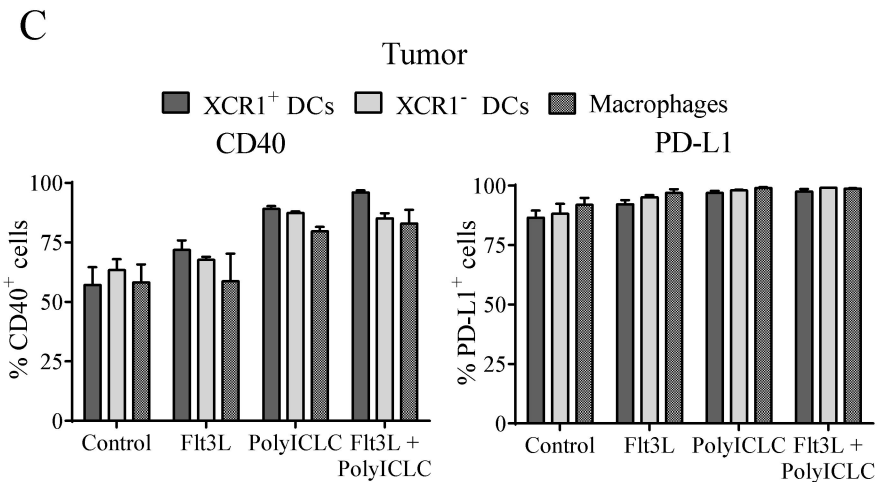 C
Tumor
XCR1⁺ DCs XCR1⁻ DCs Macrophages
CD40
% CD40⁺ cells
100
75
50
25
0
Control Flt3L PolyICLC Flt3L +
PolyICLC
PD-L1
% PD-L1⁺ cells
100
75
50
25
0
Control Flt3L PolyICLC Flt3L +
PolyICLC